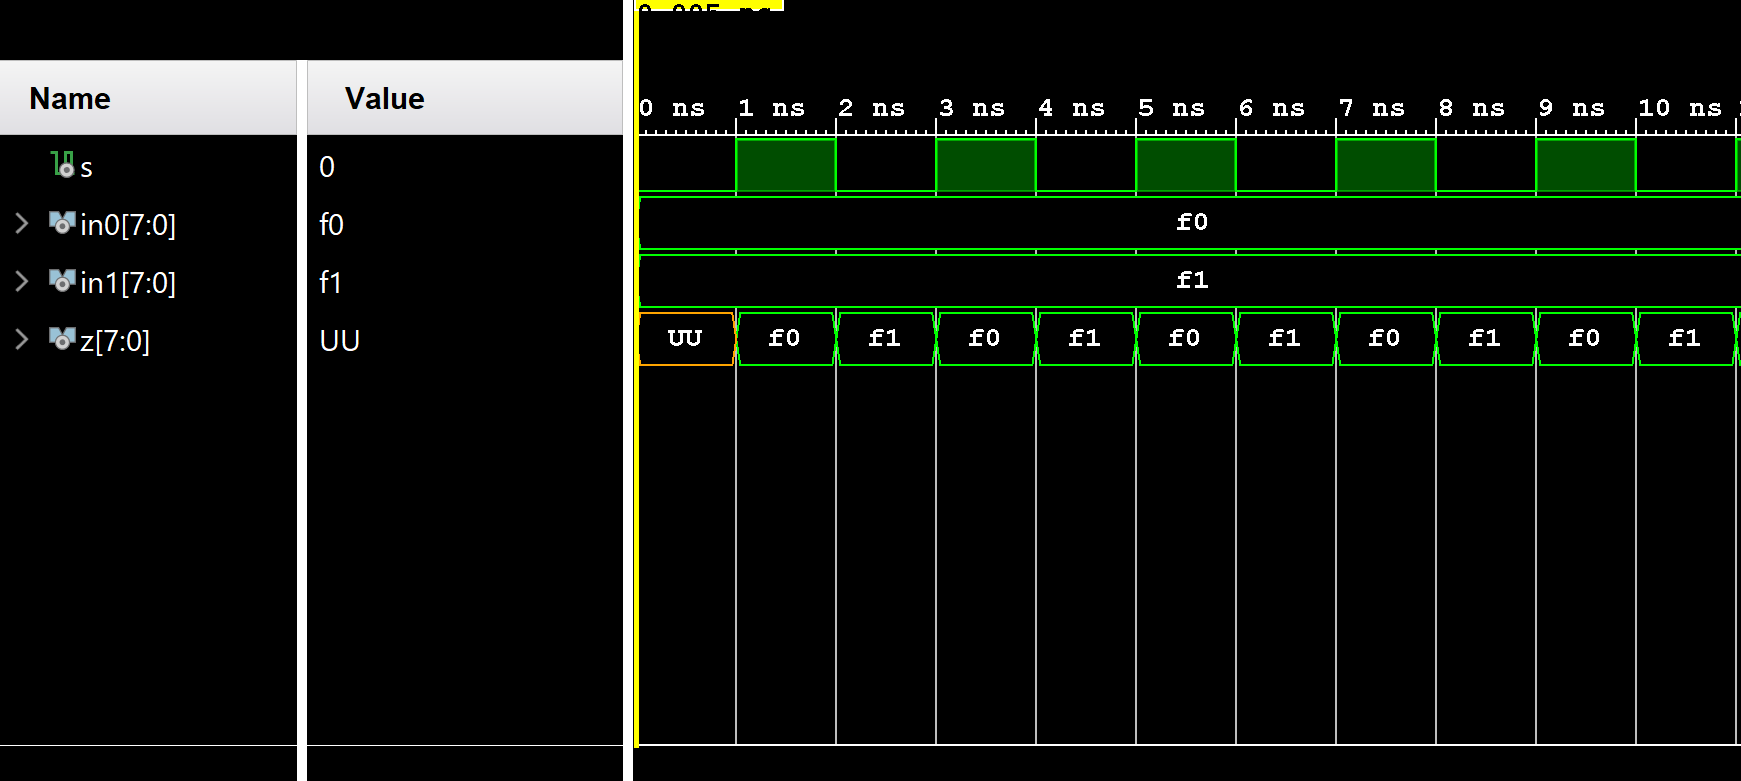 Name Value
0 ns 1 ns 2 ns 3 ns 4 ns 5 ns 6 ns 7 ns 8 ns 9 ns 10 ns
s 0
in0[7:0] f0 f0
in1[7:0] f1 f1
z[7:0] UU UU f0 f1 f0 f1 f0 f1 f0 f1 f0 f1